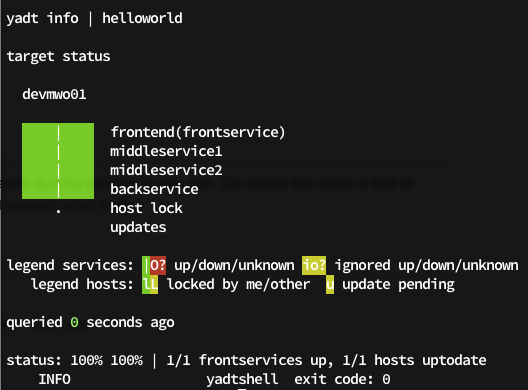 yadt info | helloworld
target status
devmwo01
| frontend(frontservice)
| middleservice1
| middleservice2
| backservice
. host lock
updates
legend services: |O? up/down/unknown io? ignored up/down/unknown
legend hosts: lL locked by me/other u update pending
queried 0 seconds ago
status: 100% 100% | 1/1 frontservices up, 1/1 hosts uptodate
INFO yadtshell exit code: 0